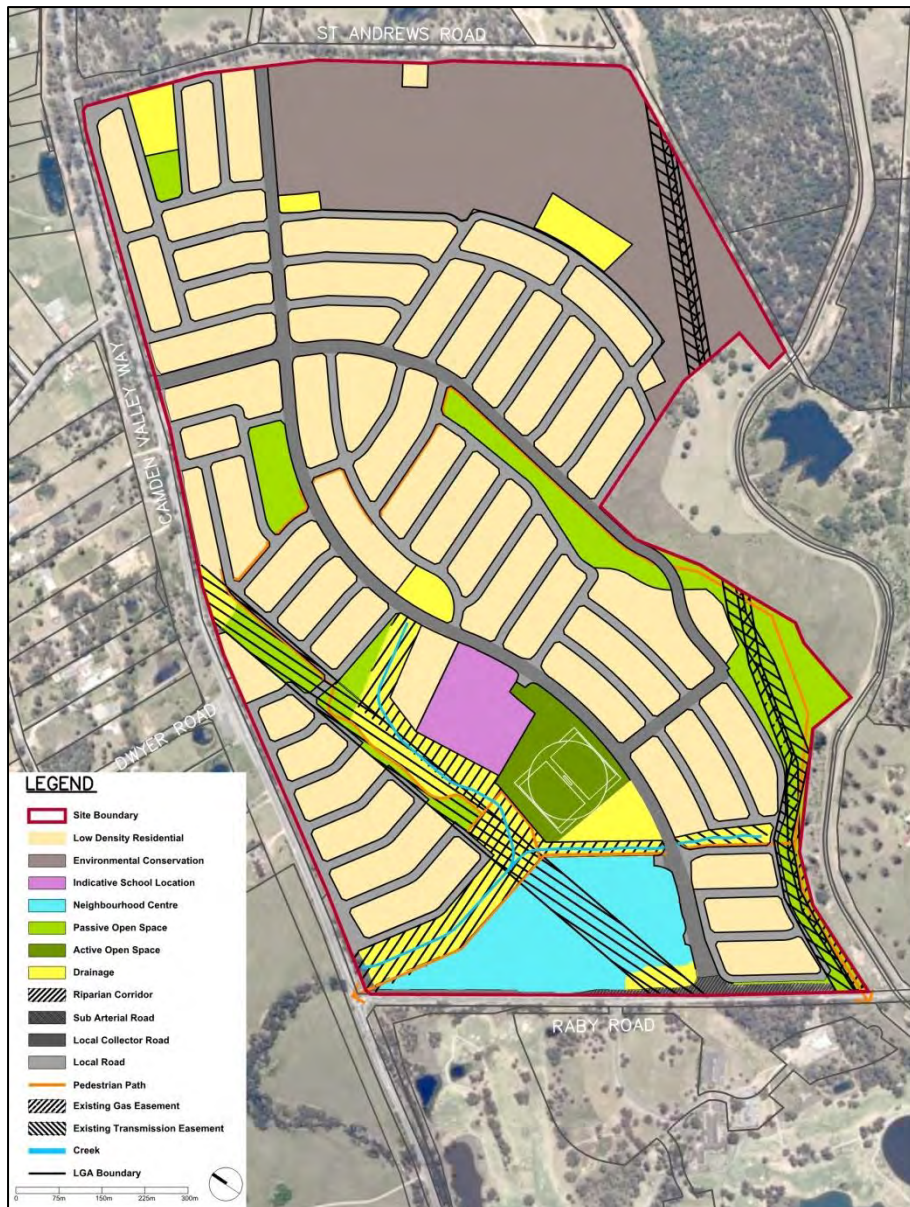 ST ANDREWS ROAD
CAMDEN VALLEY WAY
DWYER ROAD
RABY ROAD
LEGEND
Site Boundary
Low Density Residential
Environmental Conservation
Indicative School Location
Neighbourhood Centre
Passive Open Space
Active Open Space
Drainage
Riparian Corridor
Sub Arterial Road
Local Collector Road
Local Road
Pedestrian Path
Existing Gas Easement
Existing Transmission Easement
Creek
LGA Boundary
0 75m 150m 225m 300m